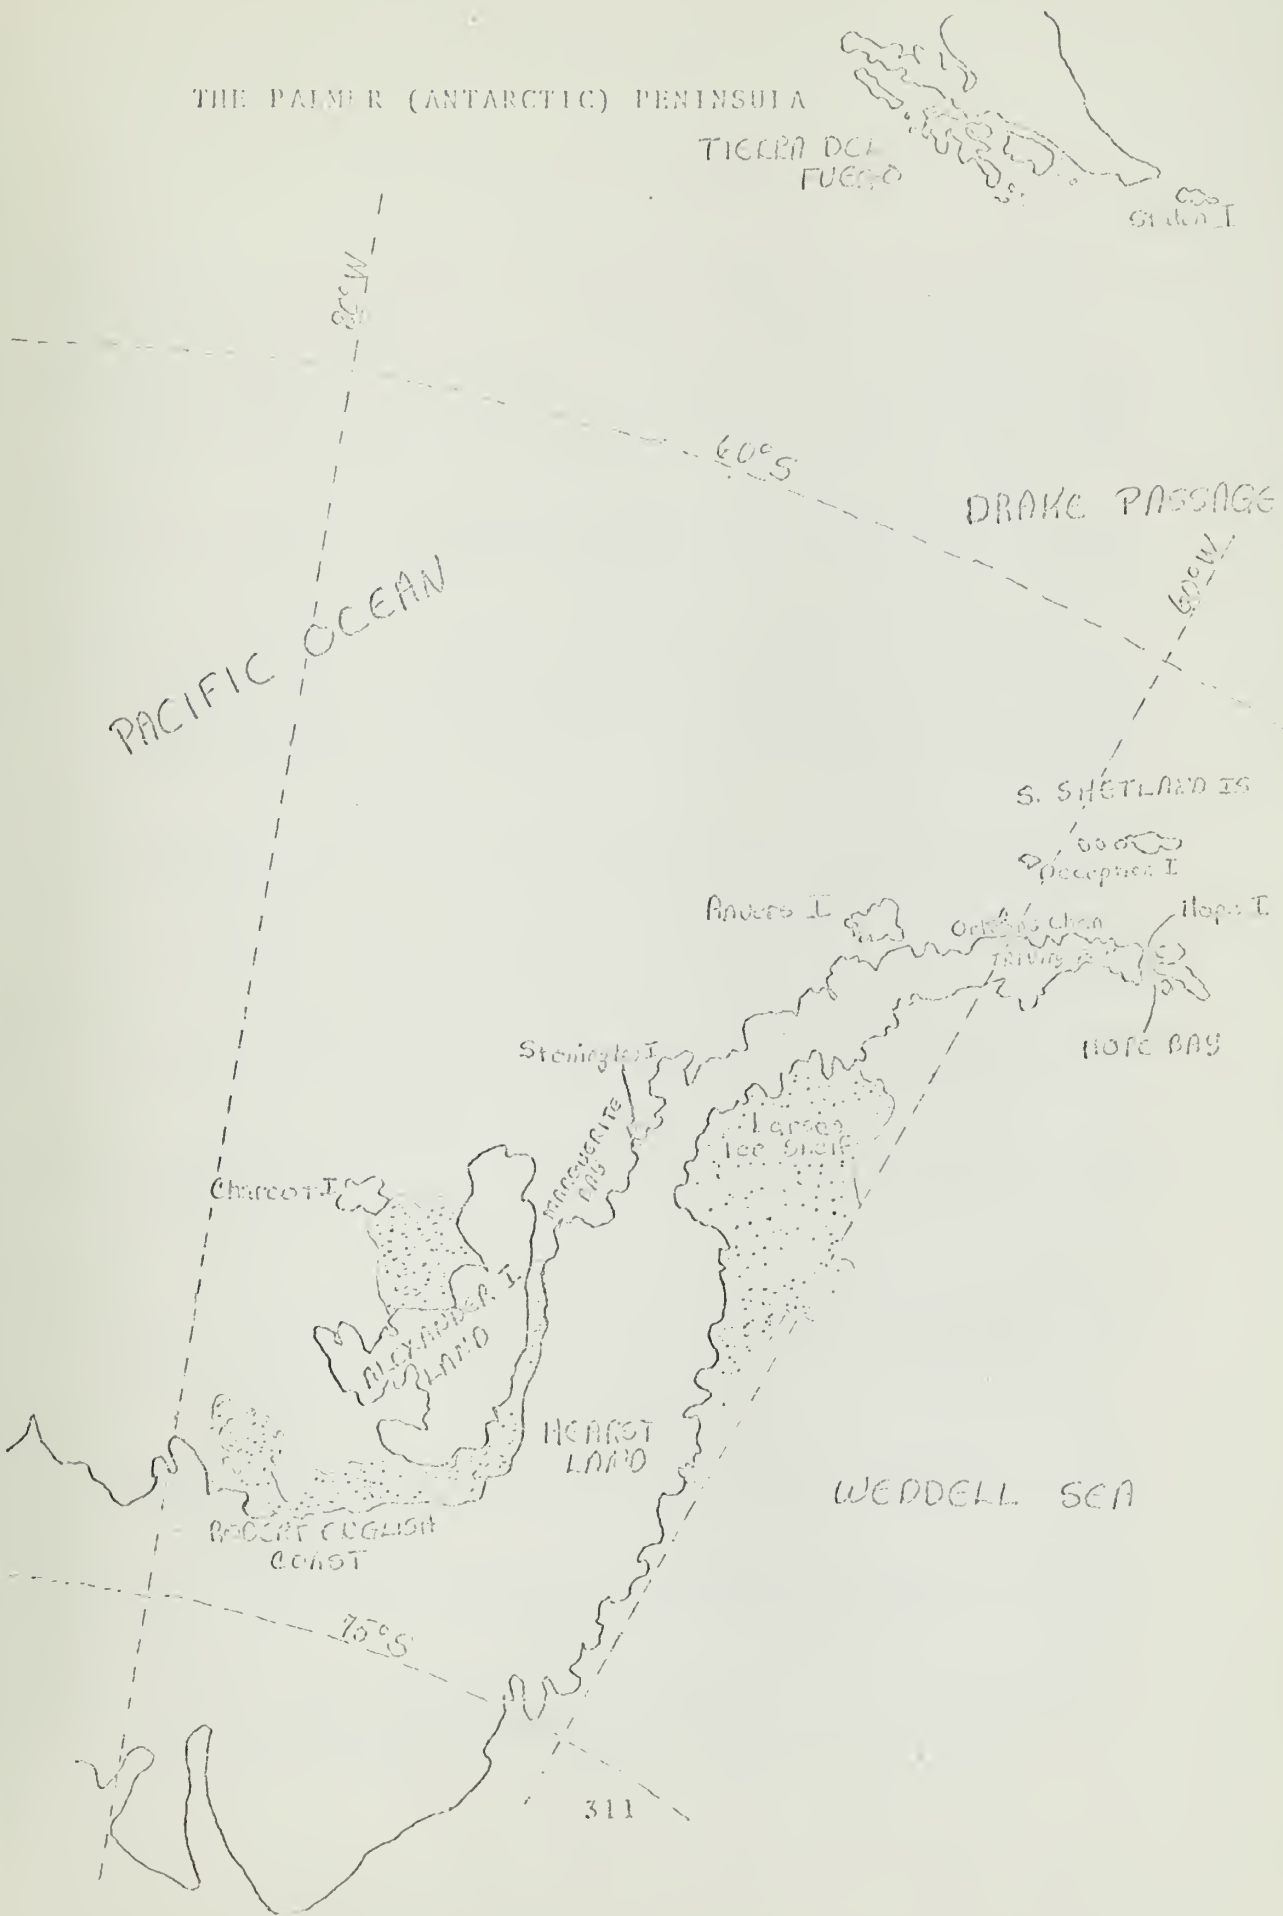 THE PALMER (ANTARCTIC) PENINSULA
TIERRA DEL
FUEGO
Staten I
80°W
60°S
DRAKE PASSAGE
60°W
PACIFIC OCEAN
S. SHETLAND IS
Deception I
Anvers I
Orleans Chan
Hope I
TRINITY
HOPE BAY
Stonington I
MARGUERITE
BAY
Larsen
Ice Shelf
Charcot I
ALEXANDER I
LAND
HEARST
LAND
WEDDELL SEA
ROBERT ENGLISH
COAST
75°S
311